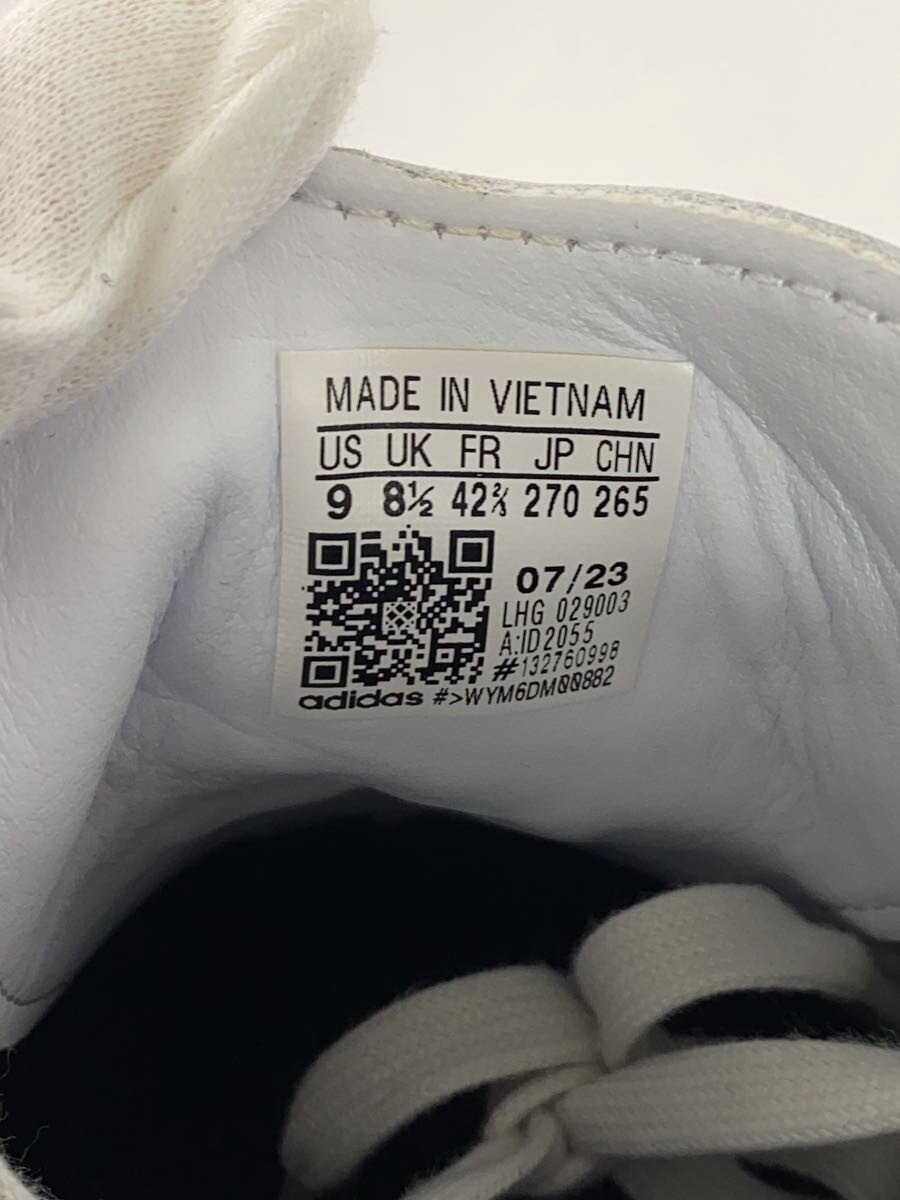 MADE IN VIETNAM
US UK FR JP CHN
9 8½ 42⅔ 270 265
07/23
LHG 029003
A:ID2055
#132760998
adidas #>WYM6DM00882